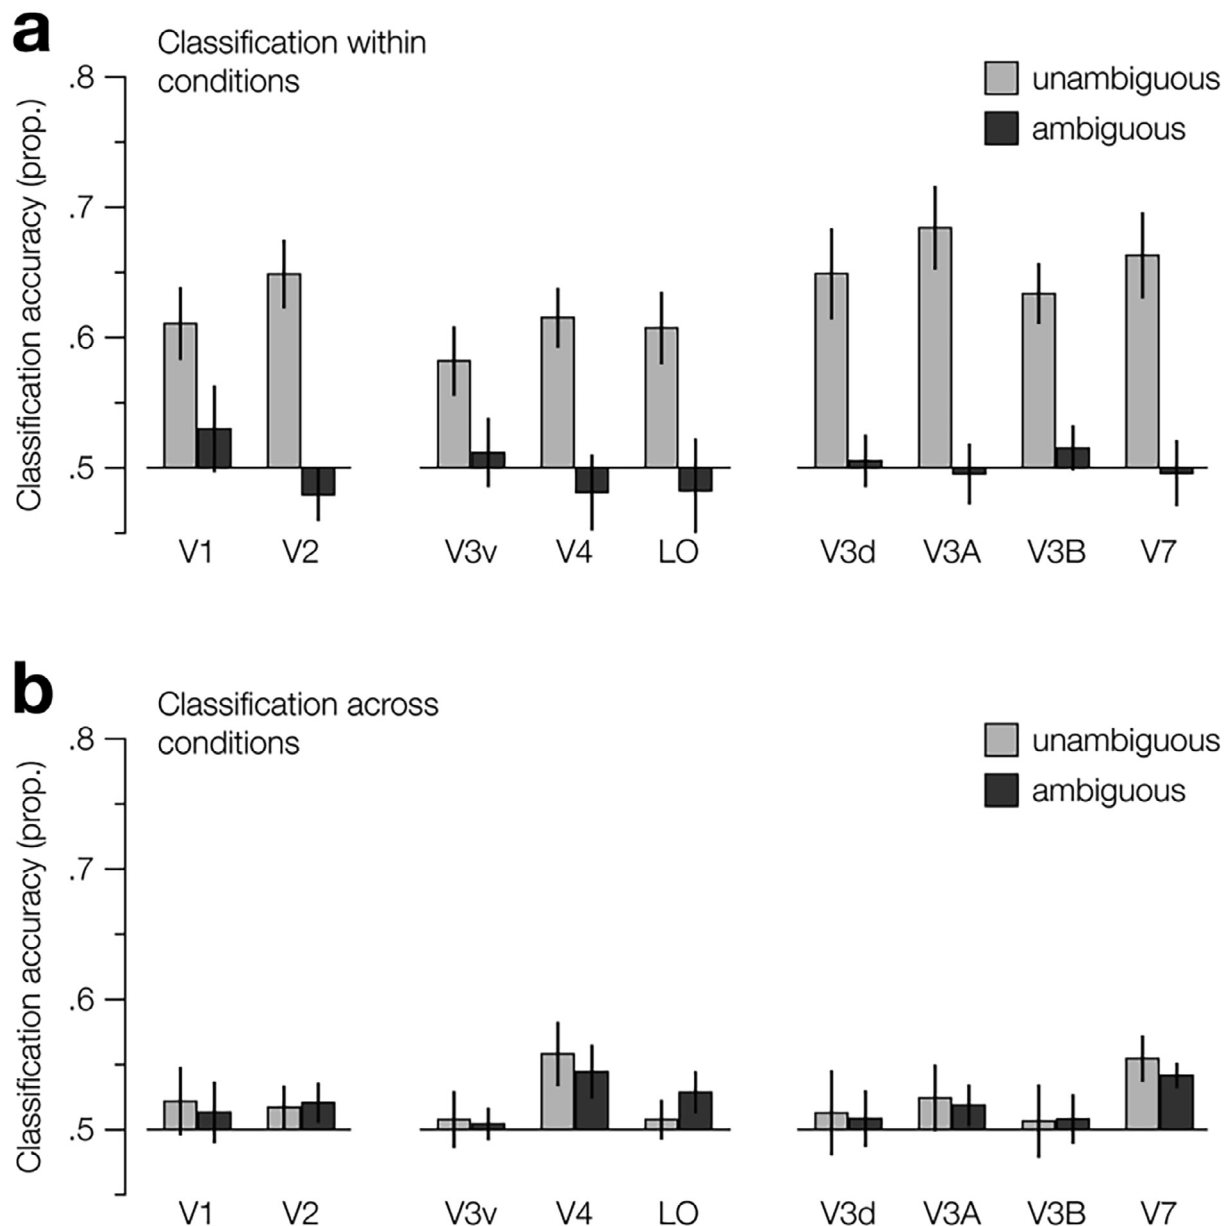 a
Classification within
conditions
unambiguous
ambiguous
Classification accuracy (prop.)
.8
.7
.6
.5
V1 V2 V3v V4 LO V3d V3A V3B V7
b
Classification across
conditions
unambiguous
ambiguous
Classification accuracy (prop.)
.8
.7
.6
.5
V1 V2 V3v V4 LO V3d V3A V3B V7